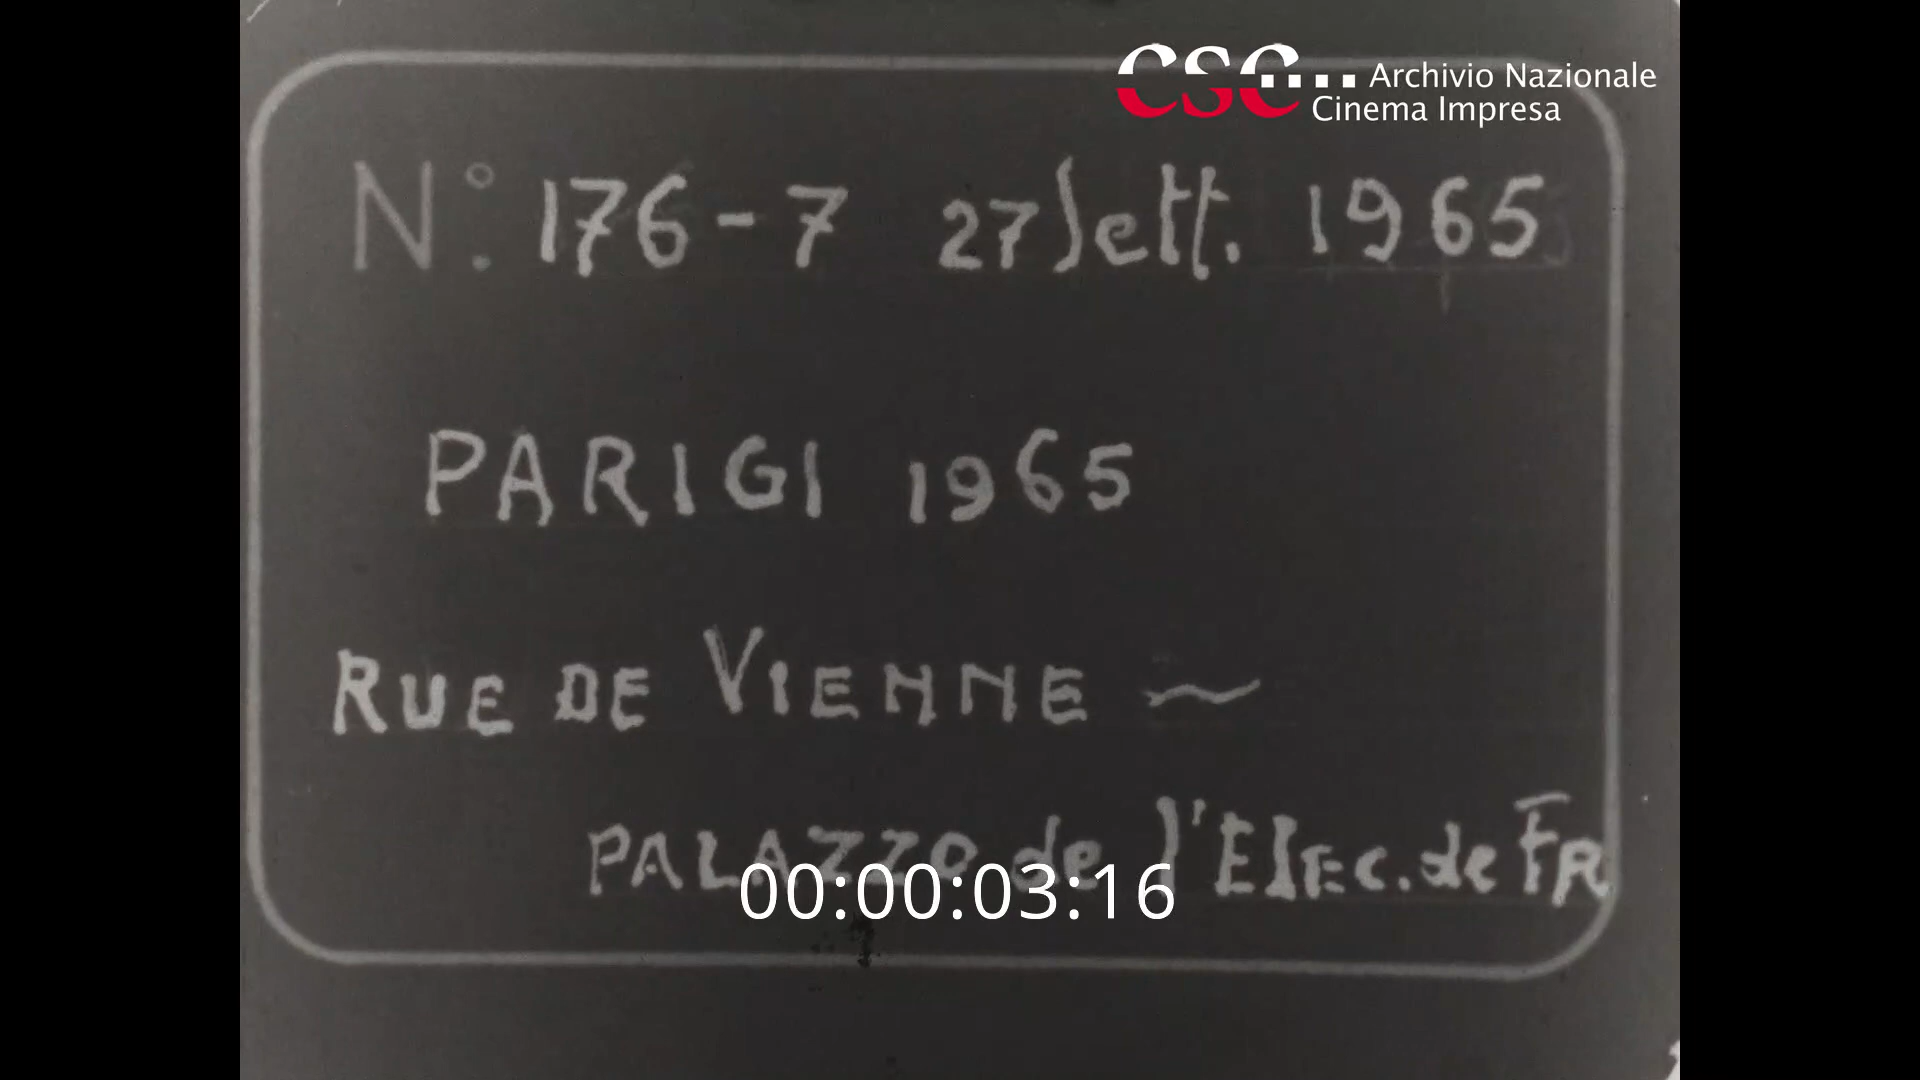 CSC Archivio Nazionale
Cinema Impresa
N.º 176-7 27 Sett. 1965
PARIGI 1965
RUE DE VIENNE ~
PALAZZO de l'Elec. de FR
00:00:03:16